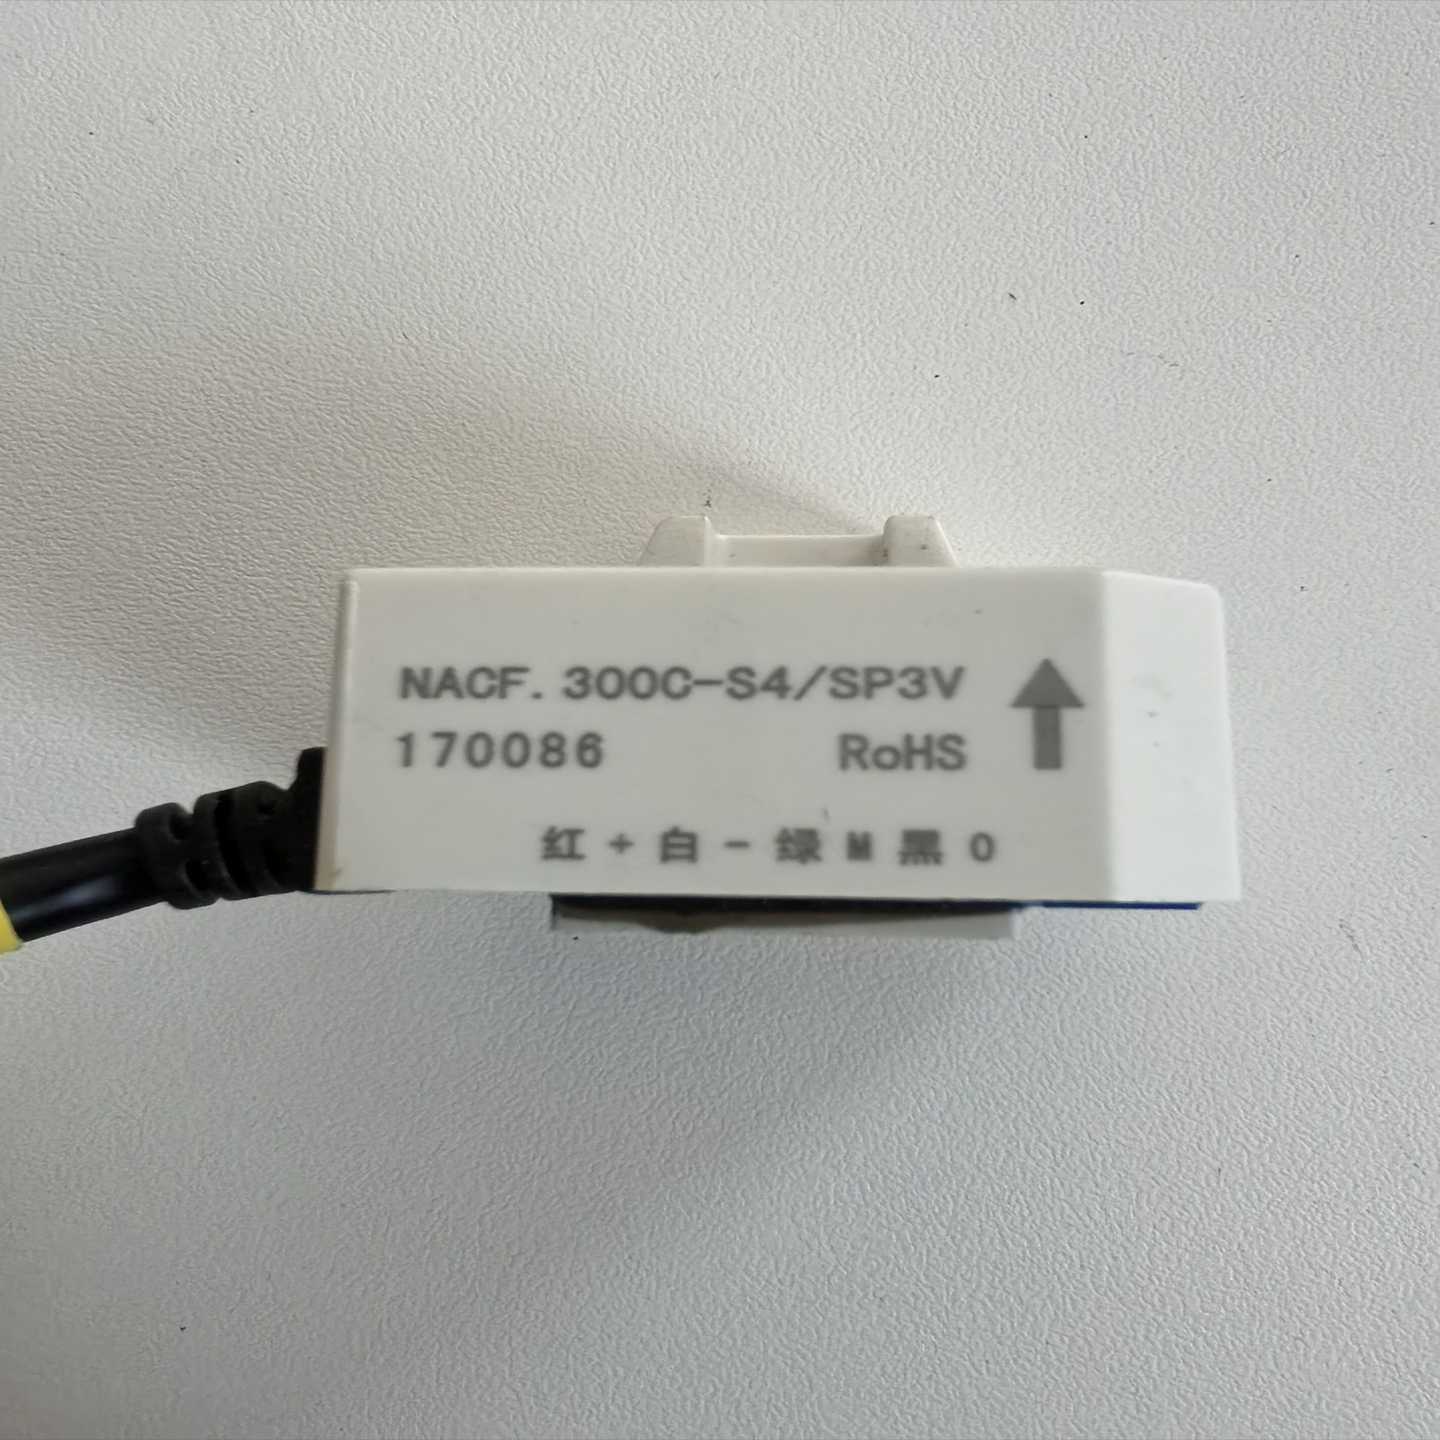 NACF.300C-S4/SP3V
170086 RoHS
红 + 白 - 绿 M 黑 0